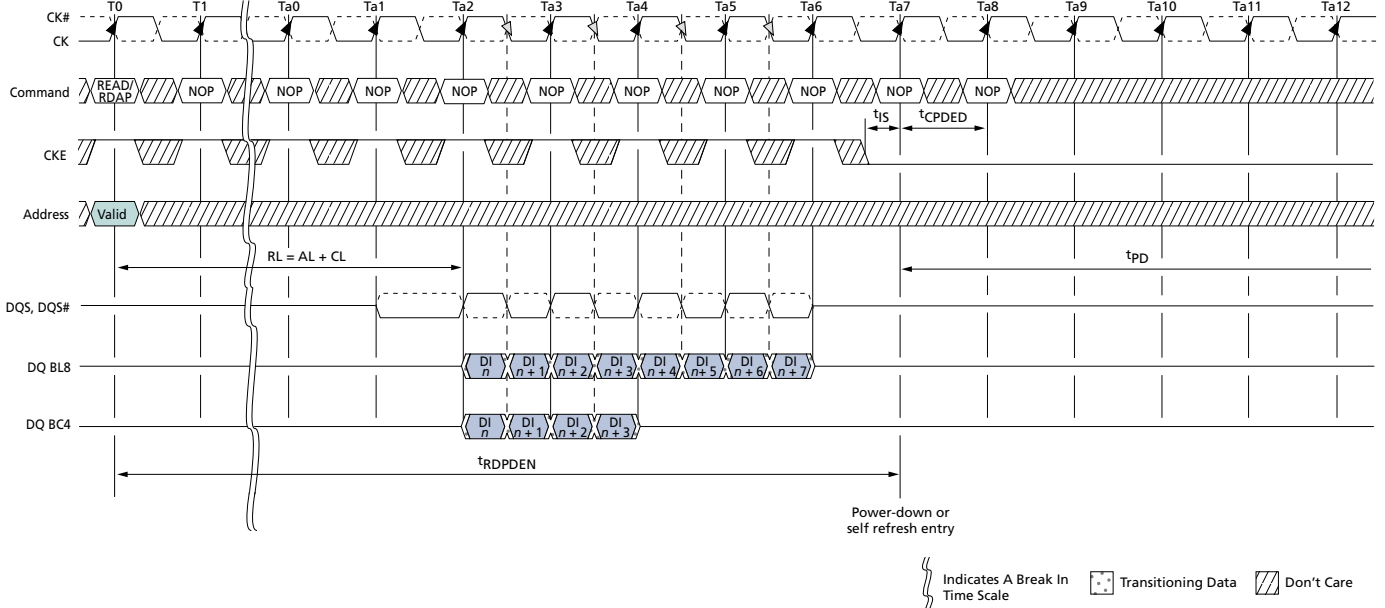 T0 T1 Ta0 Ta1 Ta2 Ta3 Ta4 Ta5 Ta6 Ta7 Ta8 Ta9 Ta10 Ta11 Ta12
CK#
CK
Command READ/ NOP NOP NOP NOP NOP NOP NOP NOP NOP NOP
RDAP
tIS tCPDED
CKE
Address Valid
RL = AL + CL tPD
DQS, DQS#
DQ BL8 DI DI DI DI DI DI DI DI
n n + 1 n + 2 n + 3 n + 4 n+ 5 n + 6 n + 7
DQ BC4 DI DI DI DI
n n + 1 n + 2 n + 3
tRDPDEN
Power-down or
self refresh entry
Indicates A Break In
Time Scale
Transitioning Data
Don't Care